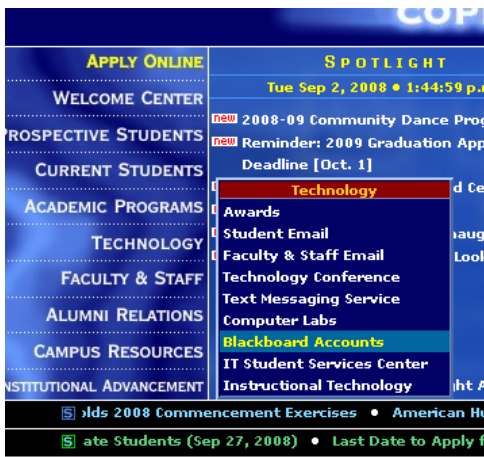 COP
APPLY ONLINE
WELCOME CENTER
PROSPECTIVE STUDENTS
CURRENT STUDENTS
ACADEMIC PROGRAMS
TECHNOLOGY
FACULTY & STAFF
ALUMNI RELATIONS
CAMPUS RESOURCES
NSTITUTIONAL ADVANCEMENT
SPOTLIGHT
Tue Sep 2, 2008 • 1:44:59 p.
new 2008-09 Community Dance Prog
new Reminder: 2009 Graduation App
Deadline [Oct. 1]
d Ce
aug
Look
ht A
Technology
Awards
Student Email
Faculty & Staff Email
Technology Conference
Text Messaging Service
Computer Labs
Blackboard Accounts
IT Student Services Center
Instructional Technology
S olds 2008 Commencement Exercises • American Hu
S ate Students (Sep 27, 2008) • Last Date to Apply f